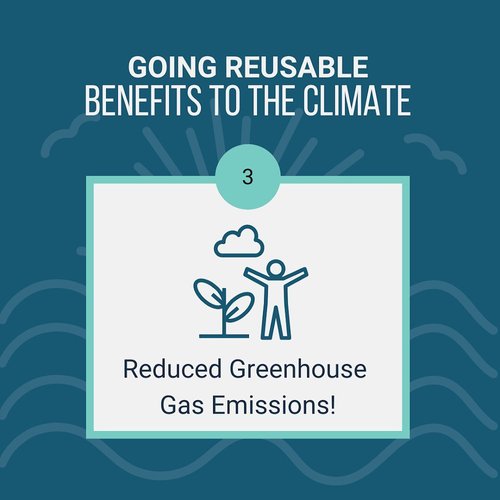 GOING REUSABLE
BENEFITS TO THE CLIMATE
3
Reduced Greenhouse
Gas Emissions!